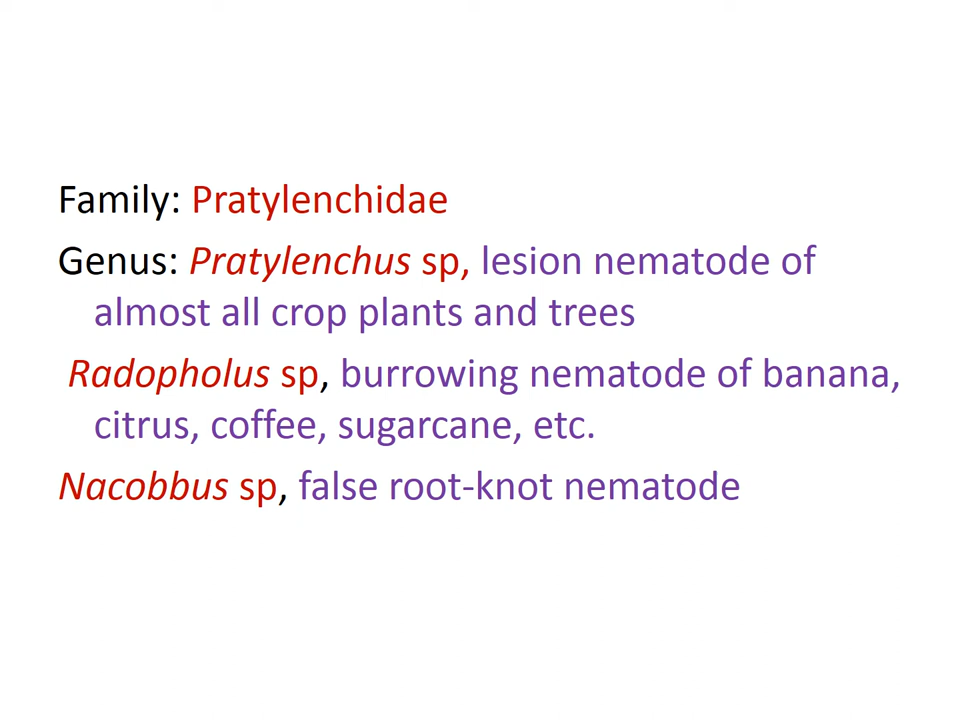 Family: Pratylenchidae
Genus: Pratylenchus sp, lesion nematode of
almost all crop plants and trees
Radopholus sp, burrowing nematode of banana,
citrus, coffee, sugarcane, etc.
Nacobbus sp, false root-knot nematode